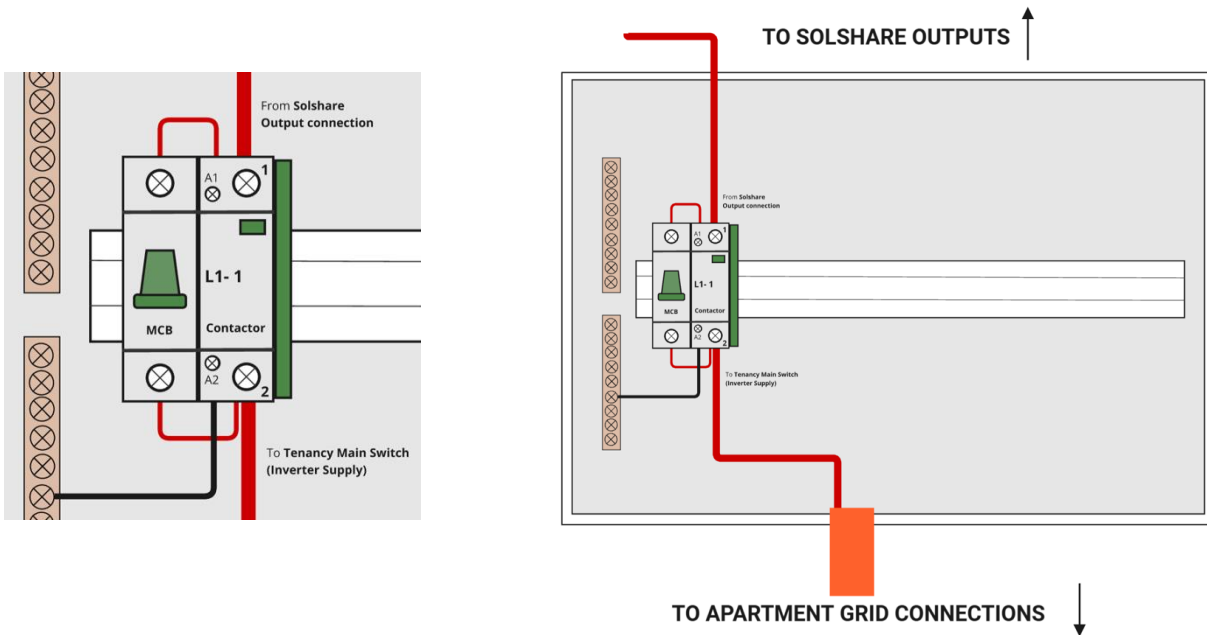 From Solshare
Output connection
A1
1
L1- 1
MCB
Contactor
A2
2
To Tenancy Main Switch
(Inverter Supply)
TO SOLSHARE OUTPUTS
From Solshare
Output connection
A1
1
L1- 1
MCB
Contactor
A2
2
To Tenancy Main Switch
(Inverter Supply)
TO APARTMENT GRID CONNECTIONS